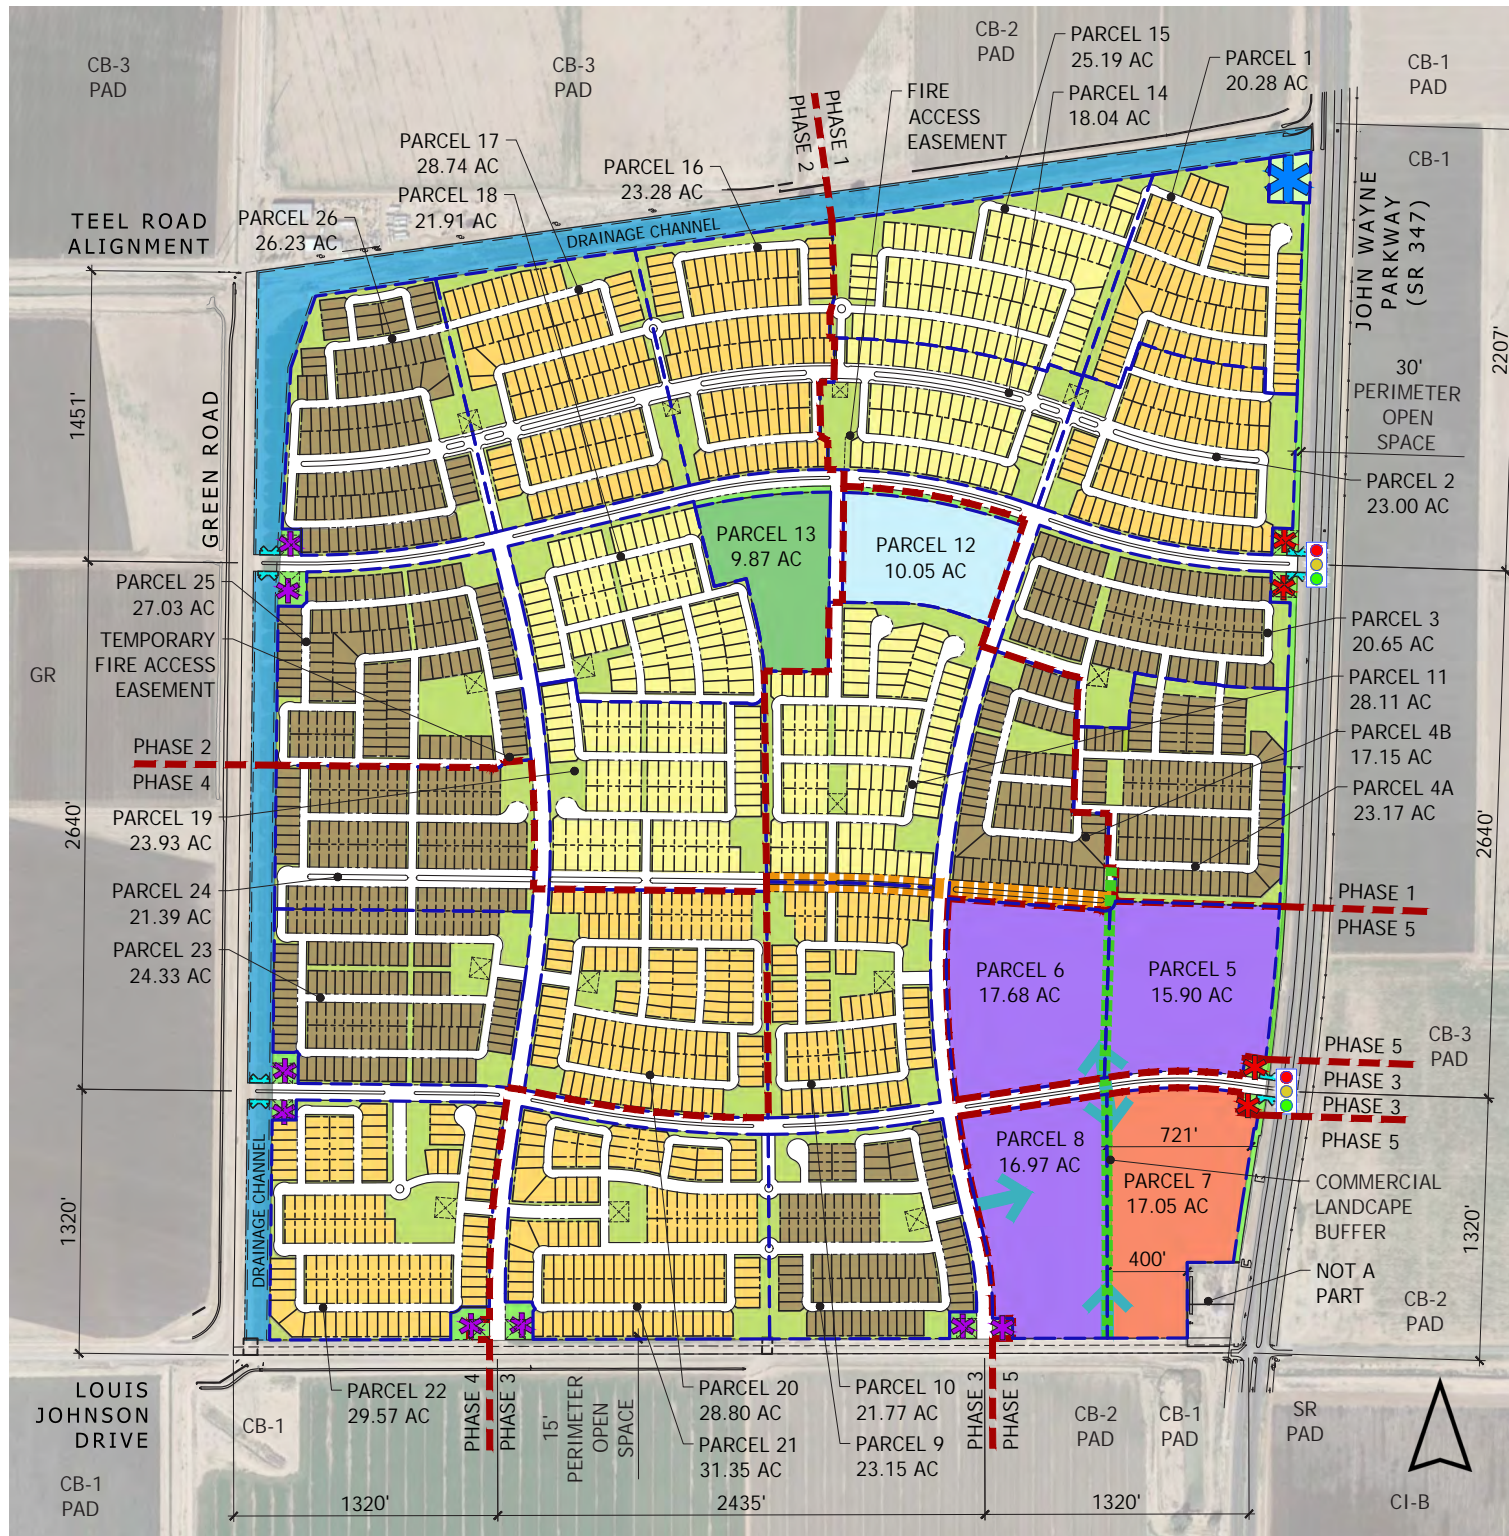 CB-3
PAD
CB-3
PAD
CB-2
PAD
CB-1
PAD
CB-1
PARCEL 15
25.19 AC
PARCEL 1
20.28 AC
PARCEL 14
18.04 AC
FIRE
ACCESS
EASEMENT
PHASE 1
PHASE 2
PARCEL 17
28.74 AC
PARCEL 16
23.28 AC
PARCEL 18
21.91 AC
PARCEL 26
26.23 AC
TEEL ROAD
ALIGNMENT
DRAINAGE CHANNEL
JOHN WAYNE
PARKWAY
(SR 347)
2207'
30'
PERIMETER
OPEN
SPACE
1451'
GREEN ROAD
PARCEL 2
23.00 AC
PARCEL 13
9.87 AC
PARCEL 12
10.05 AC
PARCEL 25
27.03 AC
TEMPORARY
FIRE ACCESS
EASEMENT
GR
PARCEL 3
20.65 AC
PARCEL 11
28.11 AC
PARCEL 4B
17.15 AC
PARCEL 4A
23.17 AC
PHASE 2
PHASE 4
PARCEL 19
23.93 AC
2640'
2640'
PARCEL 24
21.39 AC
PARCEL 23
24.33 AC
PHASE 1
PHASE 5
PARCEL 6
17.68 AC
PARCEL 5
15.90 AC
CB-3
PAD
PHASE 5
PHASE 3
PHASE 3
PHASE 5
PARCEL 8
16.97 AC
721'
PARCEL 7
17.05 AC
COMMERCIAL
LANDCAPE
BUFFER
400'
NOT A
PART
CB-2
PAD
1320'
1320'
DRAINAGE CHANNEL
LOUIS
JOHNSON
DRIVE
CB-1
PARCEL 22
29.57 AC
PHASE 4
PHASE 3
15'
PERIMETER
OPEN
SPACE
PARCEL 20
28.80 AC
PARCEL 21
31.35 AC
PARCEL 10
21.77 AC
PARCEL 9
23.15 AC
PHASE 3
PHASE 5
CB-2
PAD
CB-1
PAD
SR
PAD
CB-1
PAD
CI-B
1320'
2435'
1320'